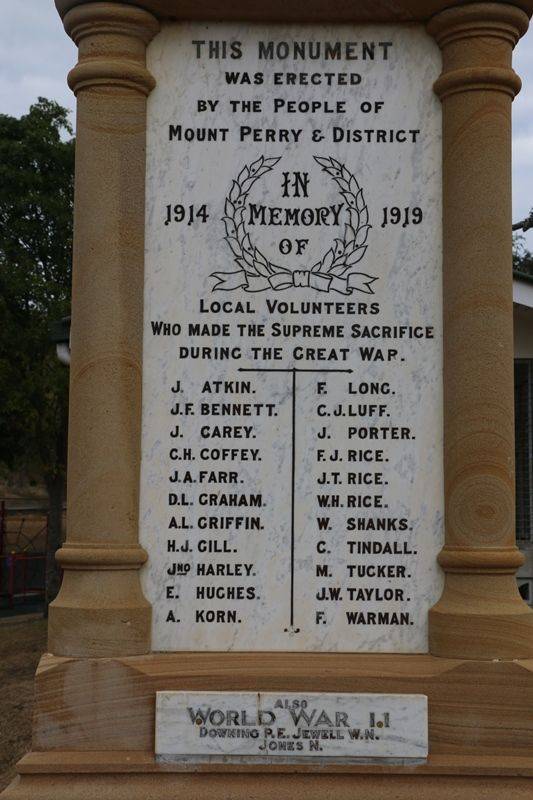 THIS MONUMENT
WAS ERECTED
BY THE PEOPLE OF
MOUNT PERRY & DISTRICT
1914 IN MEMORY OF 1919
LOCAL VOLUNTEERS
WHO MADE THE SUPREME SACRIFICE
DURING THE GREAT WAR.
J. ATKIN.
J.F. BENNETT.
J. CAREY.
C.H. COFFEY.
J.A. FARR.
D.L. GRAHAM.
A.L. GRIFFIN.
H.J. GILL.
JNO HARLEY.
E. HUGHES.
A. KORN.
F. LONG.
C.J. LUFF.
J. PORTER.
F.J. RICE.
J.T. RICE.
W.H. RICE.
W. SHANKS.
C. TINDALL.
M. TUCKER.
J.W. TAYLOR.
F. WARMAN.
ALSO
WORLD WAR I.I
DOWNING P.E. JEWELL W.N.
JONES N.